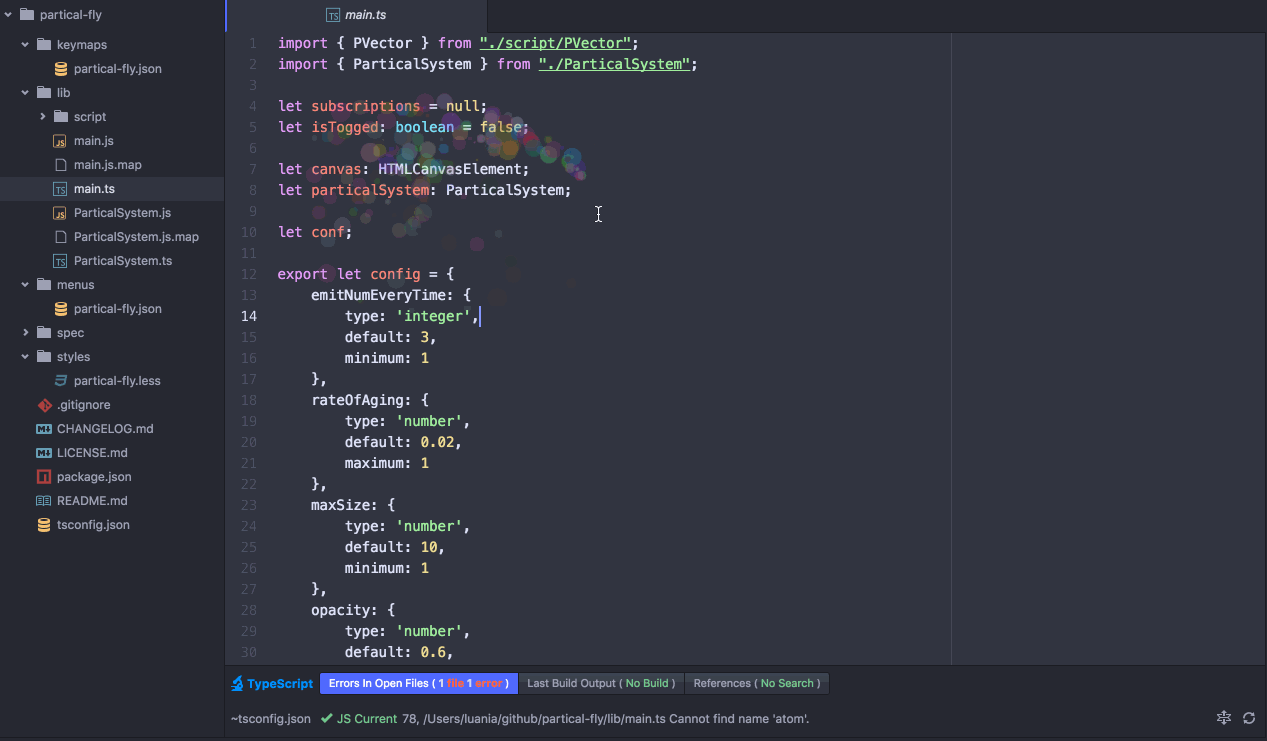 partical-fly
keymaps
partical-fly.json
lib
script
main.js
main.js.map
main.ts
ParticalSystem.js
ParticalSystem.js.map
ParticalSystem.ts
menus
partical-fly.json
spec
styles
partical-fly.less
.gitignore
CHANGELOG.md
LICENSE.md
package.json
README.md
tsconfig.json
TS main.ts
1 import { PVector } from "./script/PVector";
2 import { ParticalSystem } from "./ParticalSystem";
3
4 let subscriptions = null;
5 let isTogged: boolean = false;
6
7 let canvas: HTMLCanvasElement;
8 let particalSystem: ParticalSystem;
9
10 let conf;
11
12 export let config = {
13     emitNumEveryTime: {
14         type: 'integer',
15         default: 3,
16         minimum: 1
17     },
18     rateOfAging: {
19         type: 'number',
20         default: 0.02,
21         maximum: 1
22     },
23     maxSize: {
24         type: 'number',
25         default: 10,
26         minimum: 1
27     },
28     opacity: {
29         type: 'number',
30         default: 0.6,
TypeScript Errors In Open Files ( 1 file 1 error ) Last Build Output ( No Build ) References ( No Search )
~tsconfig.json JS Current 78, /Users/luania/github/partical-fly/lib/main.ts Cannot find name 'atom'.